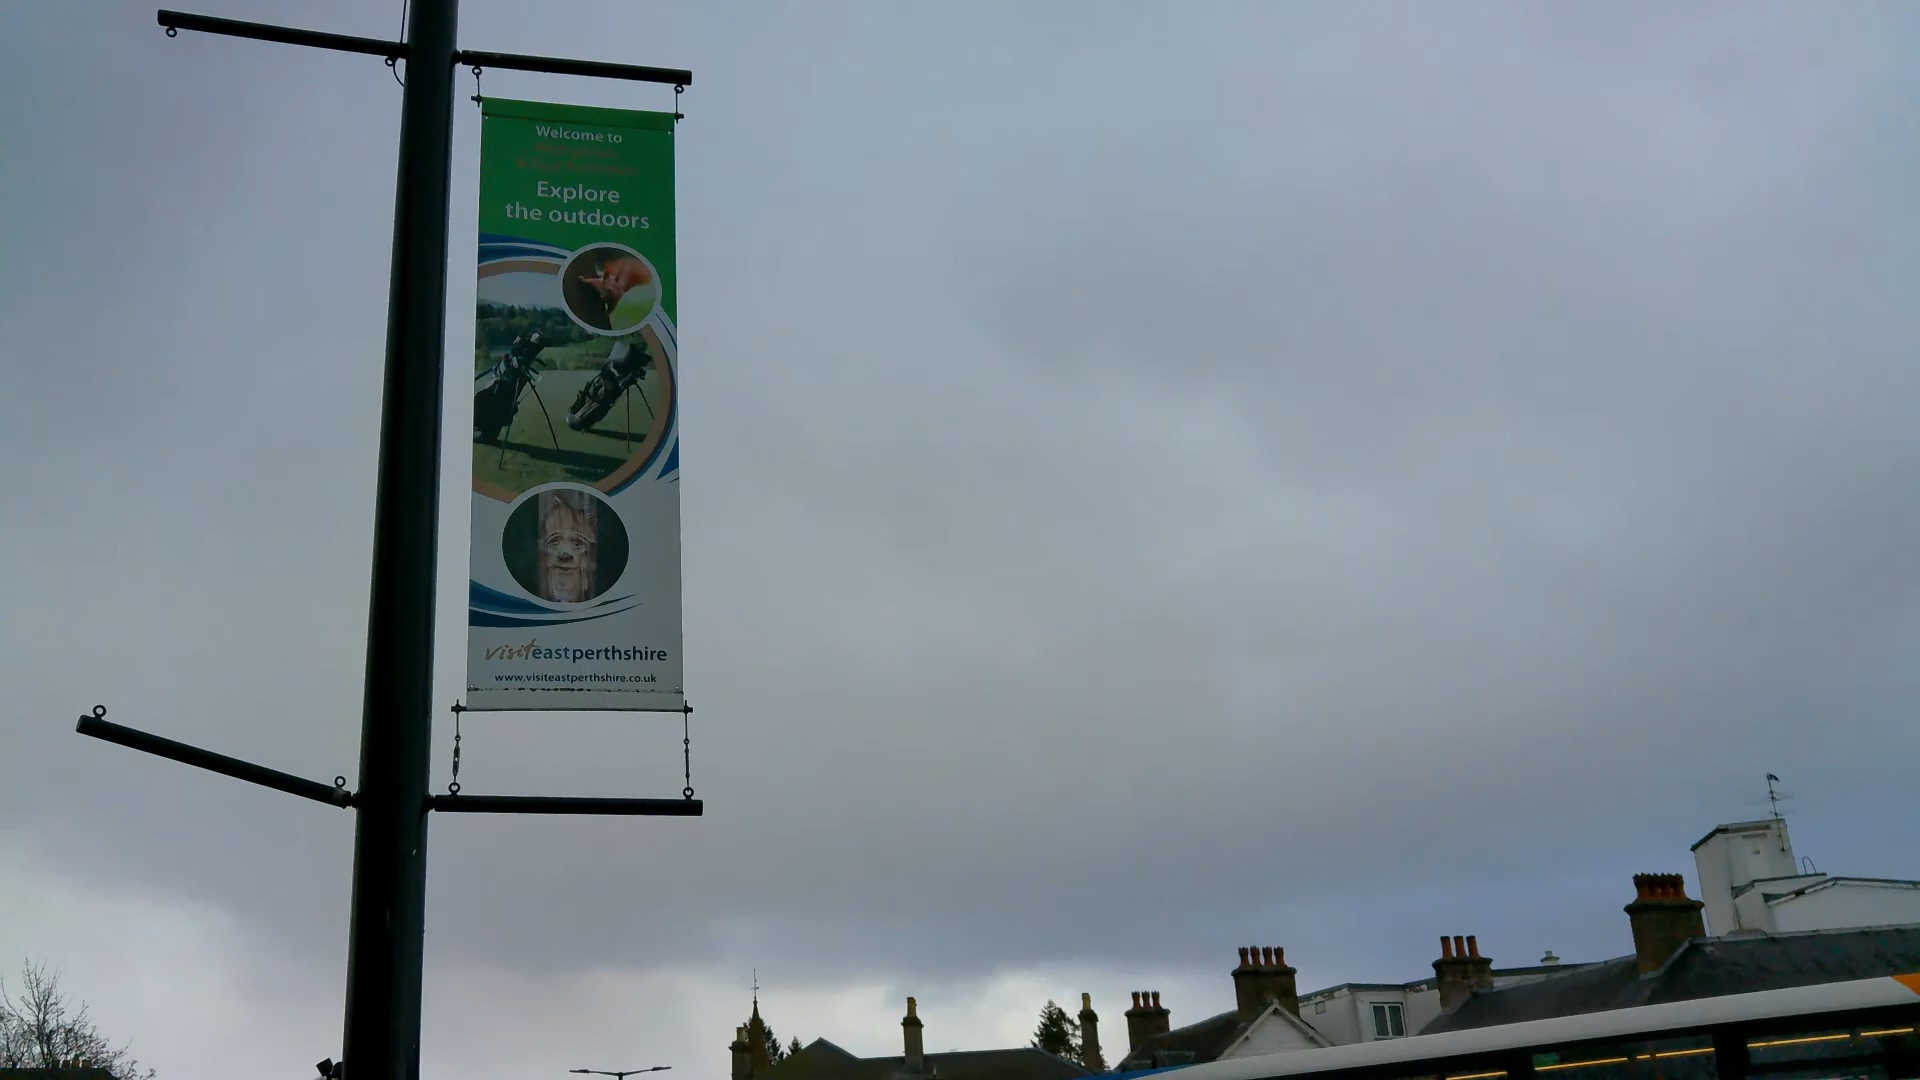 Welcome to
Explore
the outdoors
visiteastperthshire
www.visiteastperthshire.co.uk